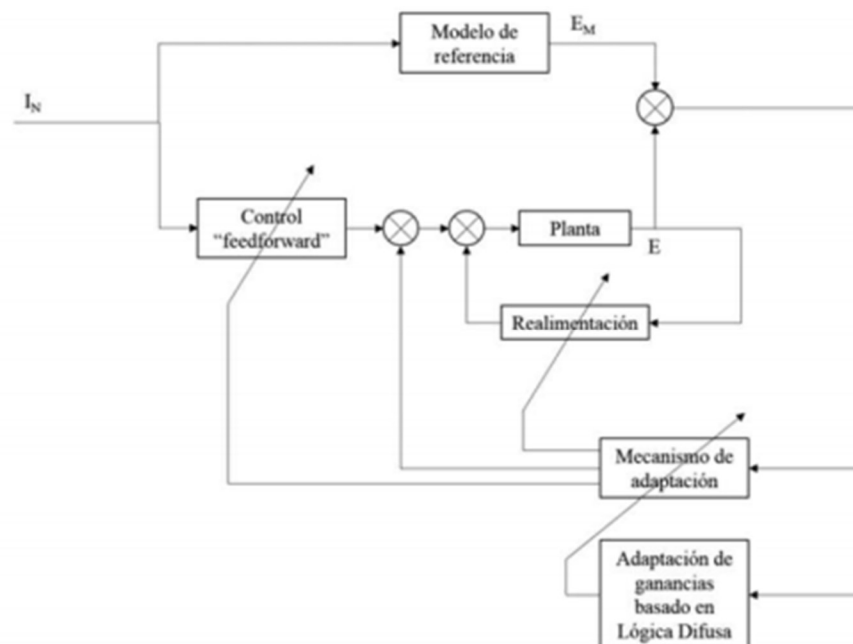 Modelo de
referencia
E_M
I_N
Control
“feedforward”
Planta
E
Realimentación
Mecanismo de
adaptación
Adaptación de
ganancias
basado en
Lógica Difusa